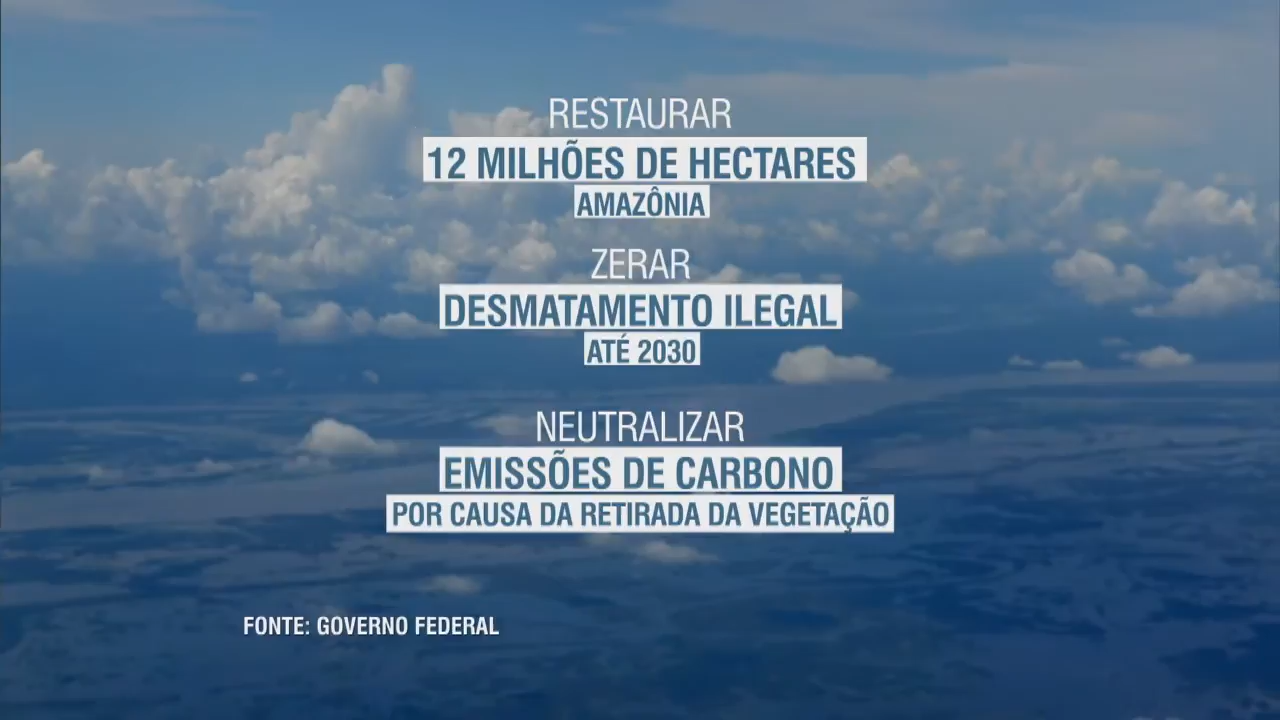 RESTAURAR
12 MILHÕES DE HECTARES
AMAZÔNIA
ZERAR
DESMATAMENTO ILEGAL
ATÉ 2030
NEUTRALIZAR
EMISSÕES DE CARBONO
POR CAUSA DA RETIRADA DA VEGETAÇÃO
FONTE: GOVERNO FEDERAL